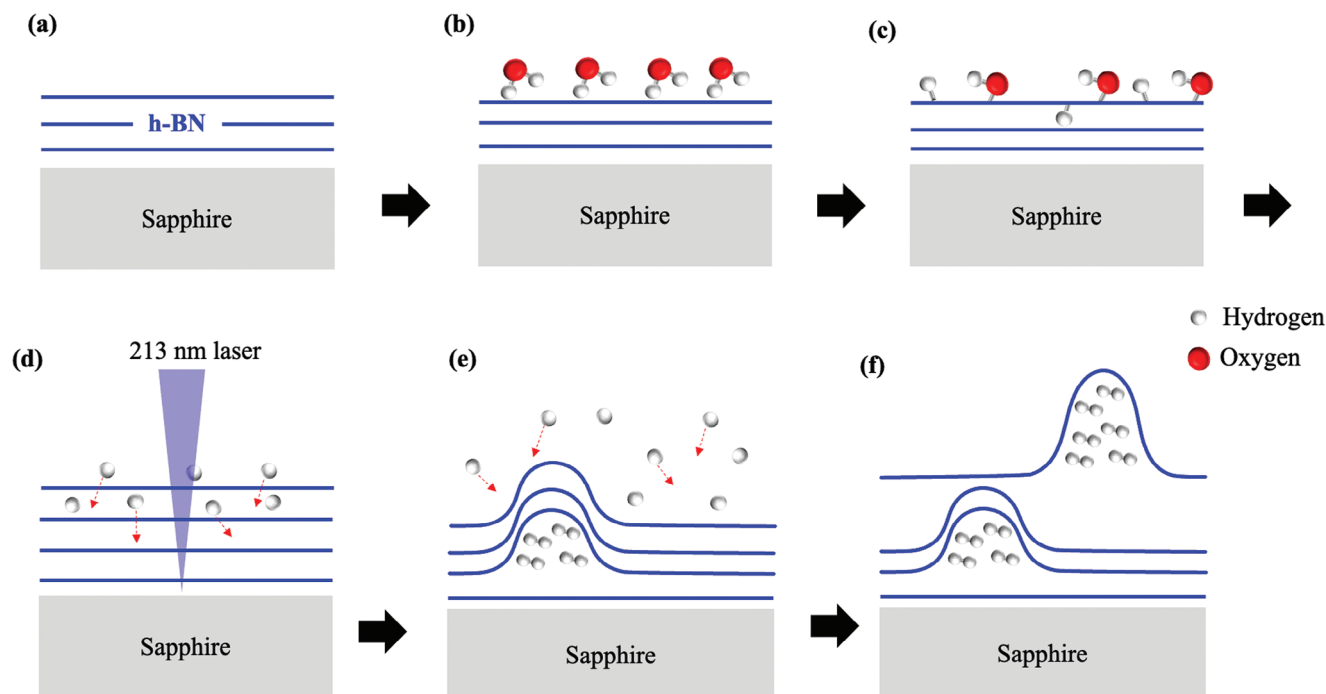 (a)
h-BN
Sapphire
(b)
Sapphire
(c)
Sapphire
Hydrogen
Oxygen
(d)
213 nm laser
Sapphire
(e)
Sapphire
(f)
Sapphire